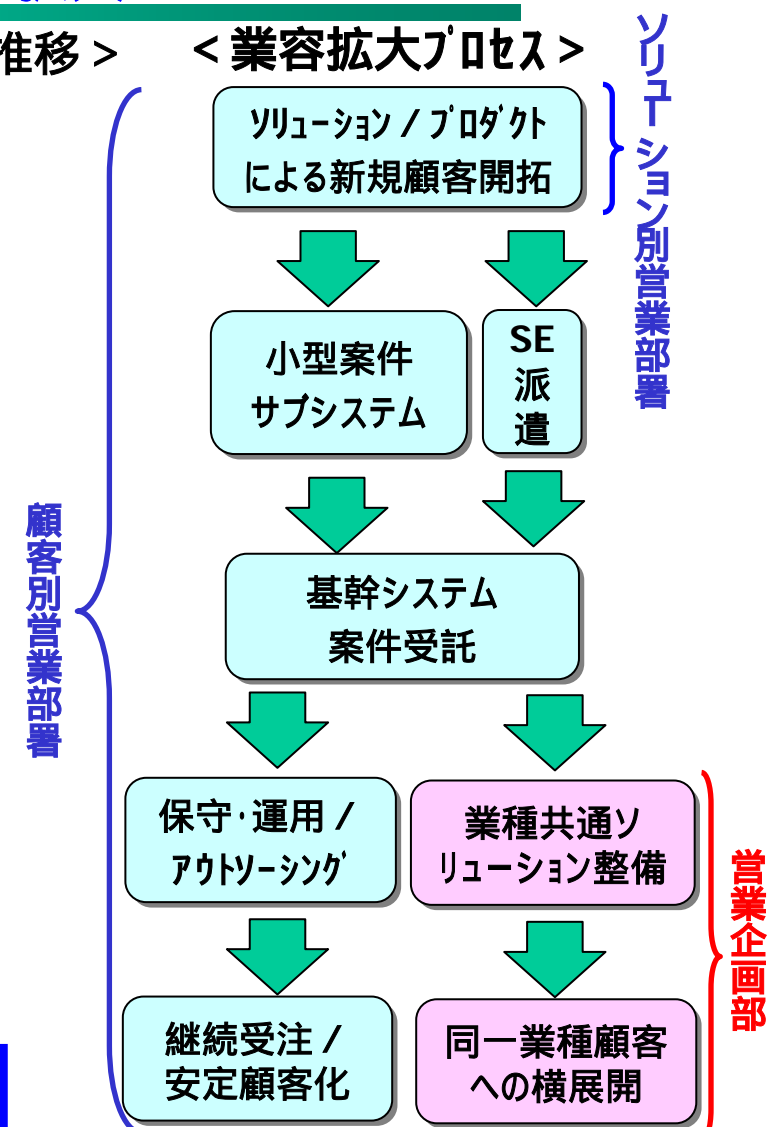 推移>
<業容拡大ﾌﾟﾛｾｽ>
ｿﾘｭｰｼｮﾝ/ﾌﾟﾛﾀﾞｸﾄ
による新規顧客開拓
ソリューション別営業部署
小型案件
サブシステム
SE
派
遣
顧客別営業部署
基幹システム
案件受託
保守･運用/
ｱｳﾄｿｰｼﾝｸﾞ
業種共通ソ
リューション整備
営業企画部
継続受注/
安定顧客化
同一業種顧客
への横展開